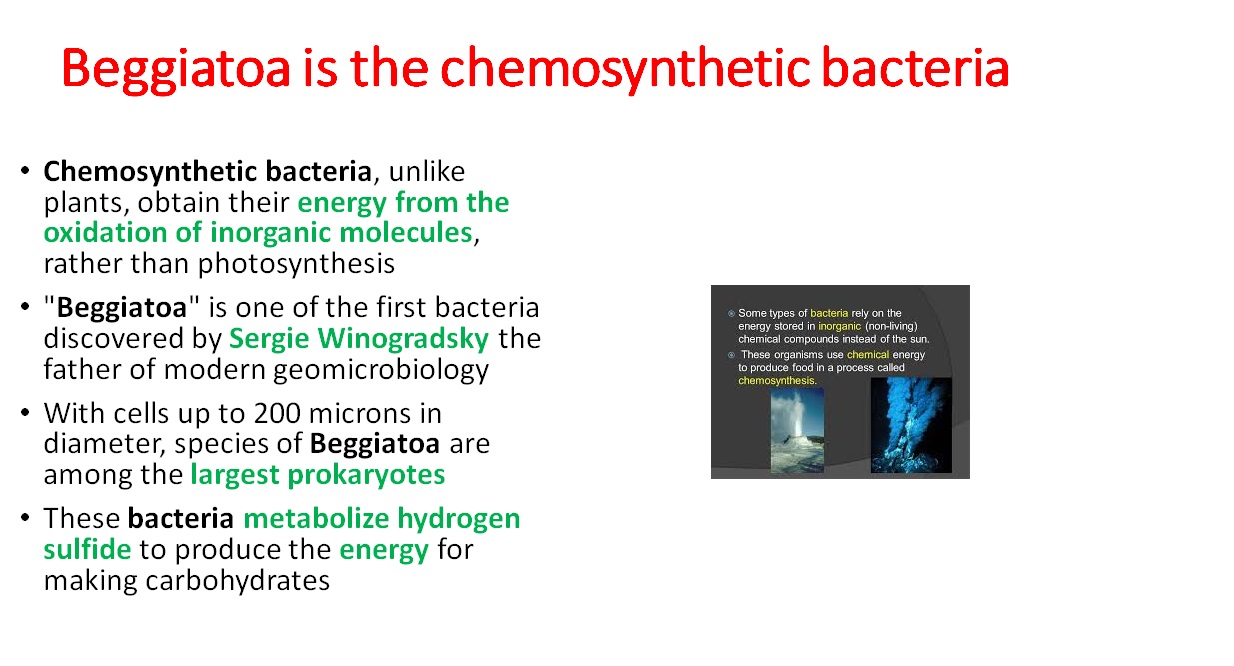 Beggiatoa is the chemosynthetic bacteria
• Chemosynthetic bacteria, unlike
plants, obtain their energy from the
oxidation of inorganic molecules,
rather than photosynthesis
• "Beggiatoa" is one of the first bacteria
discovered by Sergie Winogradsky the
father of modern geomicrobiology
• With cells up to 200 microns in
diameter, species of Beggiatoa are
among the largest prokaryotes
• These bacteria metabolize hydrogen
sulfide to produce the energy for
making carbohydrates
Some types of bacteria rely on the
energy stored in inorganic (non-living)
chemical compounds instead of the sun.
These organisms use chemical energy
to produce food in a process called
chemosynthesis.